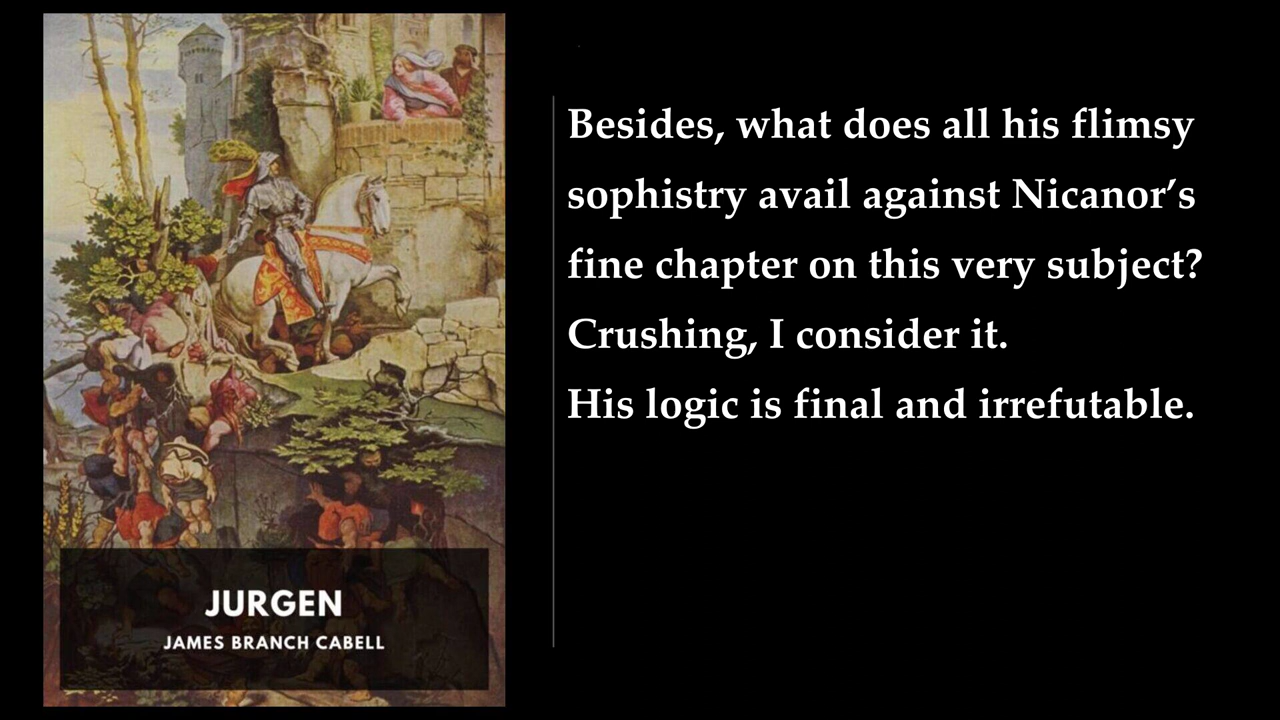 JURGEN
JAMES BRANCH CABELL
Besides, what does all his flimsy
sophistry avail against Nicanor’s
fine chapter on this very subject?
Crushing, I consider it.
His logic is final and irrefutable.